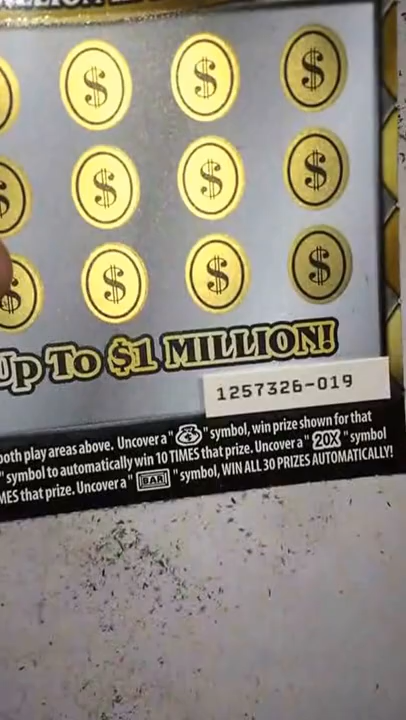 Up To $1 MILLION!
1257326-019
both play areas above. Uncover a " " symbol, win prize shown for that
" symbol to automatically win 10 TIMES that prize. Uncover a " 20X " symbol
MES that prize. Uncover a " BAR " symbol, WIN ALL 30 PRIZES AUTOMATICALLY!